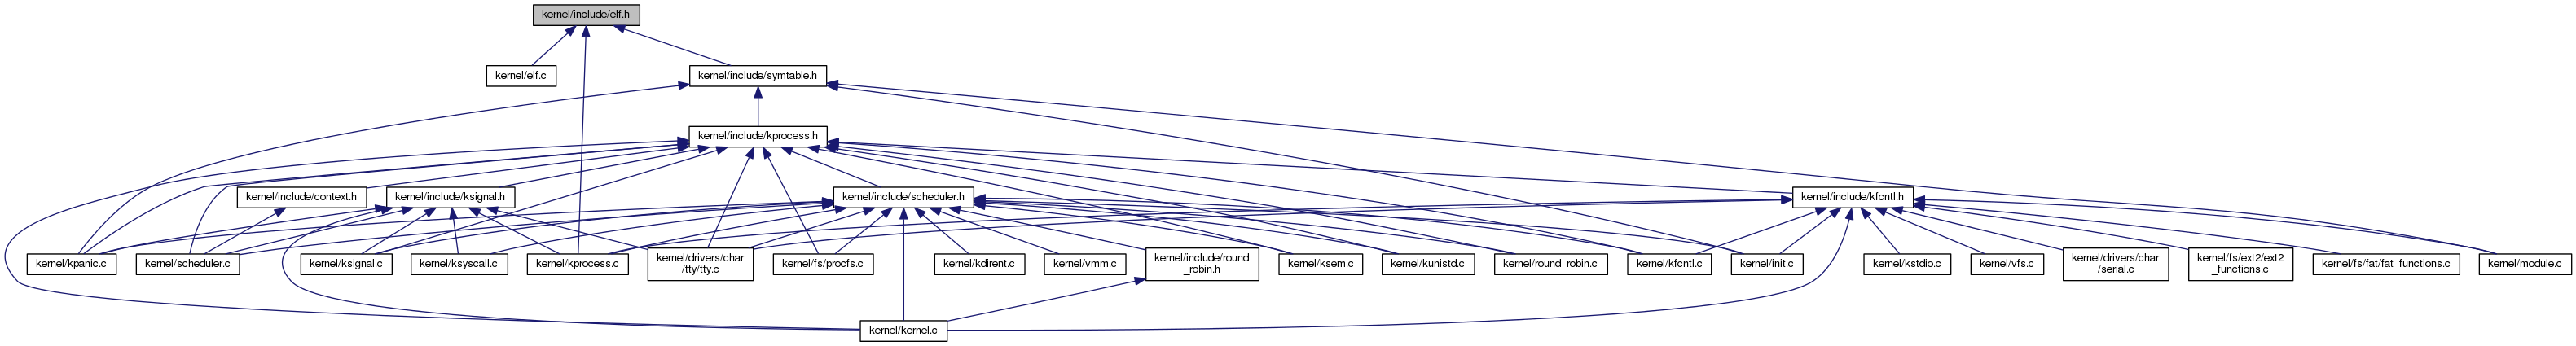 kernel/include/elf.h
kernel/elf.c
kernel/include/symtable.h
kernel/include/kprocess.h
kernel/include/context.h
kernel/include/ksignal.h
kernel/include/scheduler.h
kernel/include/kfcntl.h
kernel/kpanic.c
kernel/scheduler.c
kernel/ksignal.c
kernel/ksyscall.c
kernel/kprocess.c
kernel/drivers/char
/tty/tty.c
kernel/fs/procfs.c
kernel/kdirent.c
kernel/vmm.c
kernel/include/round
_robin.h
kernel/ksem.c
kernel/kunistd.c
kernel/round_robin.c
kernel/kfcntl.c
kernel/init.c
kernel/kstdio.c
kernel/vfs.c
kernel/drivers/char
/serial.c
kernel/fs/ext2/ext2
_functions.c
kernel/fs/fat/fat_functions.c
kernel/module.c
kernel/kernel.c